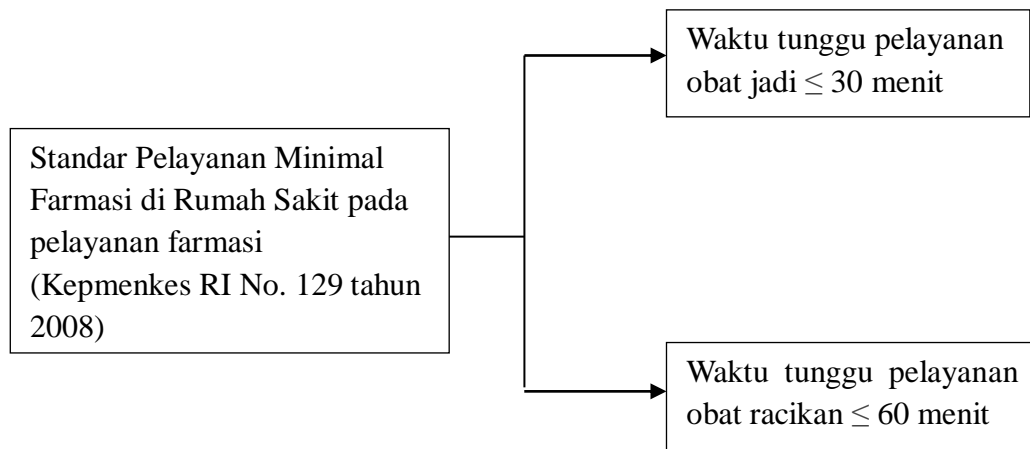 Waktu tunggu pelayanan
obat jadi ≤ 30 menit
Standar Pelayanan Minimal
Farmasi di Rumah Sakit pada
pelayanan farmasi
(Kepmenkes RI No. 129 tahun
2008)
Waktu tunggu pelayanan
obat racikan ≤ 60 menit